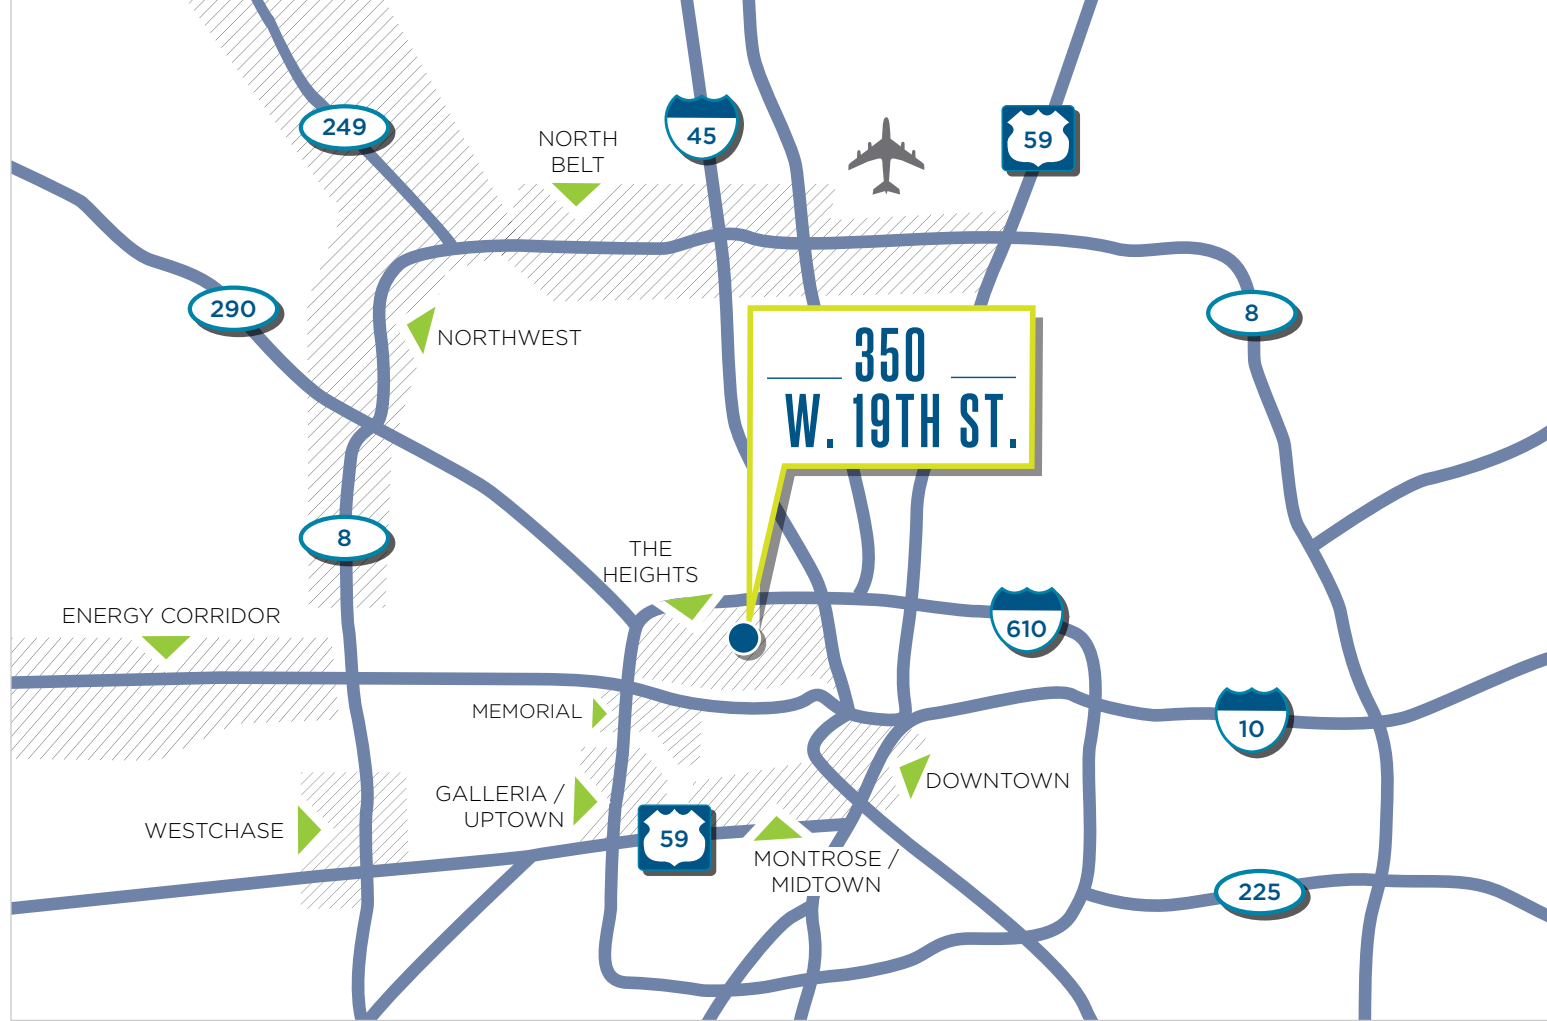 249
NORTH
BELT
45
59
290
NORTHWEST
8
350
W. 19TH ST.
8
THE
HEIGHTS
ENERGY CORRIDOR
610
MEMORIAL
10
GALLERIA /
UPTOWN
DOWNTOWN
WESTCHASE
59
MONTROSE /
MIDTOWN
225